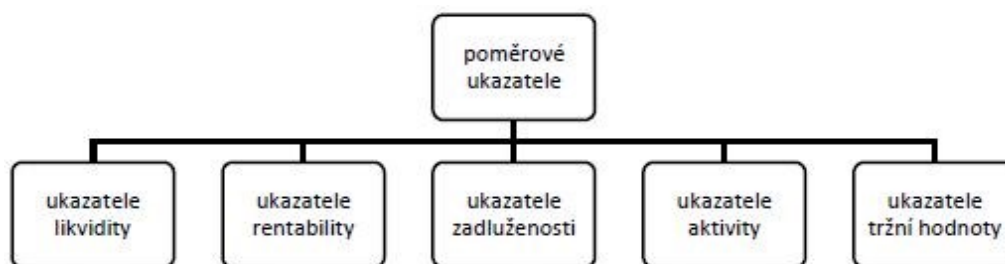 poměrové
ukazatele
ukazatele
likvidity
ukazatele
rentability
ukazatele
zadluženosti
ukazatele
aktivity
ukazatele
tržní hodnoty